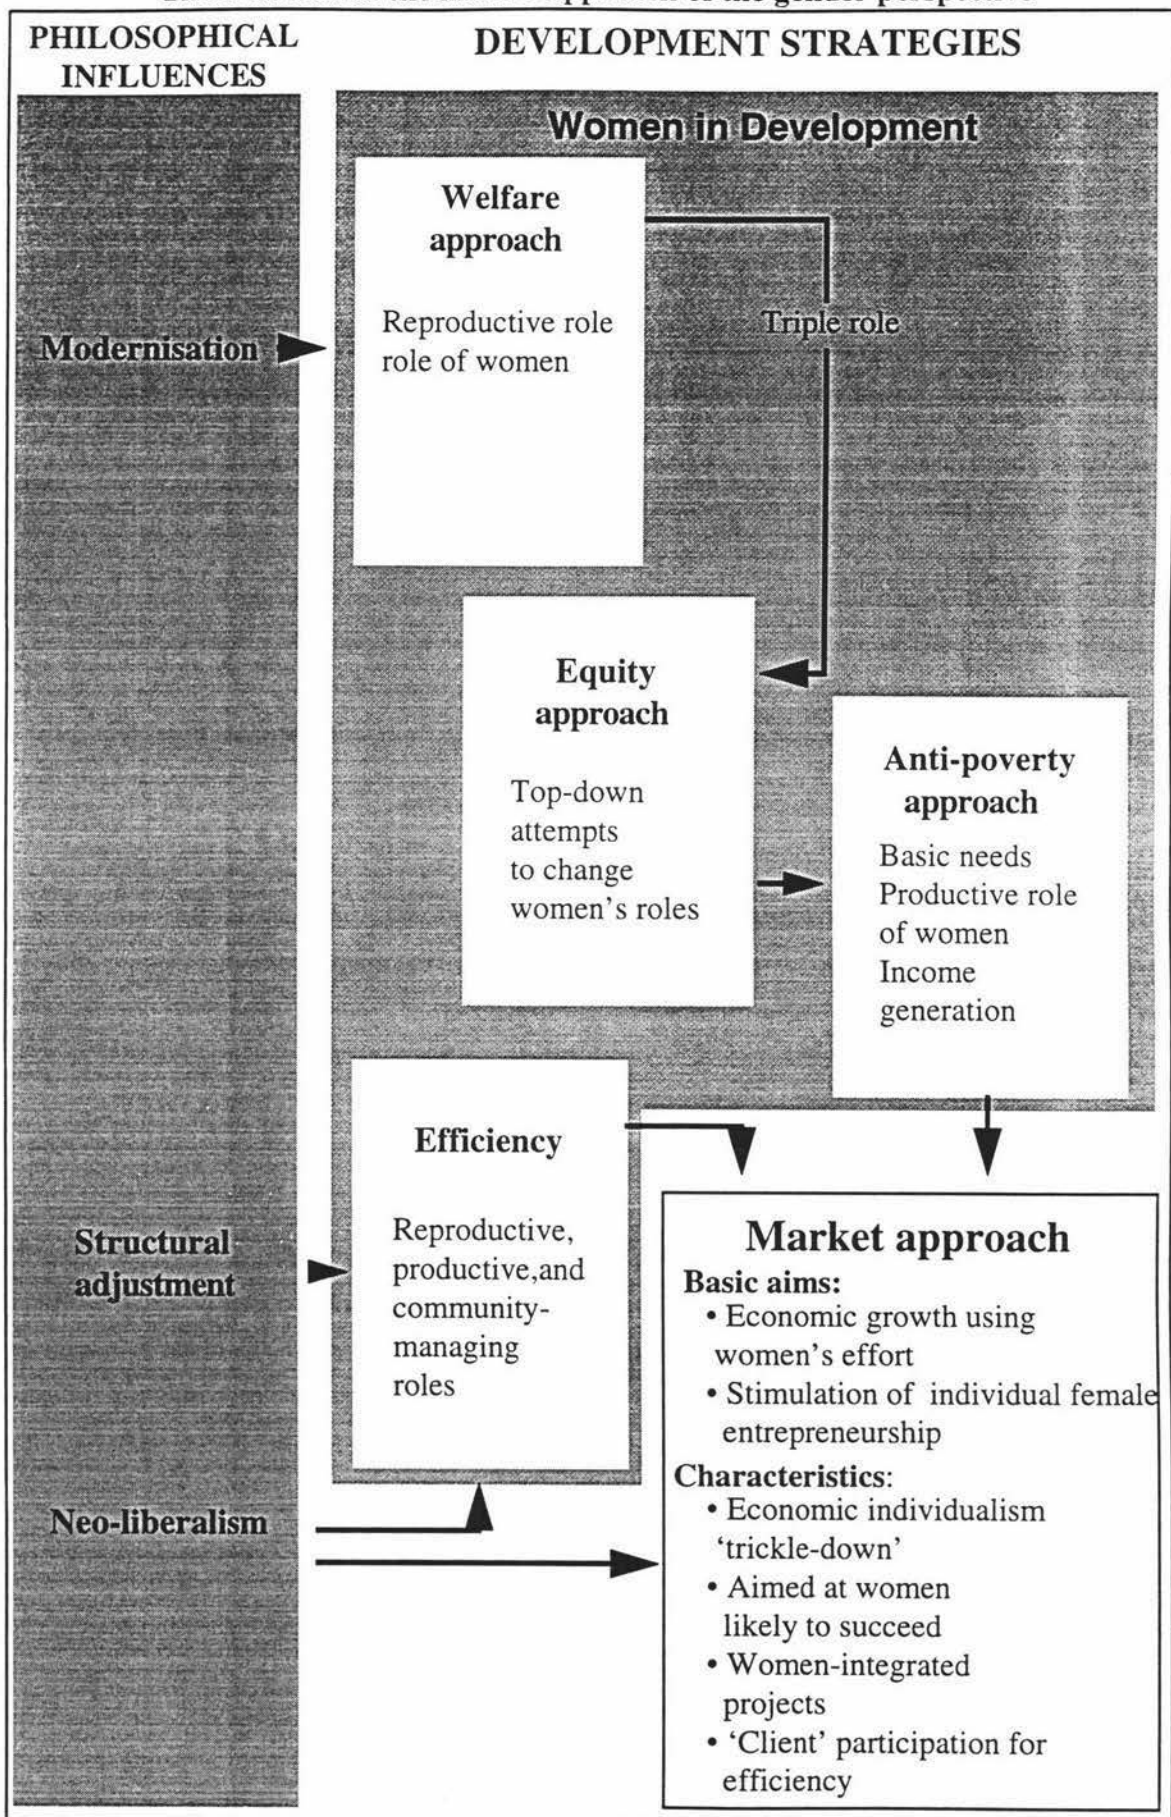 PHILOSOPHICAL
INFLUENCES
DEVELOPMENT STRATEGIES
Women in Development
Welfare
approach
Reproductive role
role of women
Modernisation
Triple role
Equity
approach
Top-down
attempts
to change
women's roles
Anti-poverty
approach
Basic needs
Productive role
of women
Income
generation
Efficiency
Reproductive,
productive,and
community-
managing
roles
Structural
adjustment
Neo-liberalism
Market approach
Basic aims:
• Economic growth using
women's effort
• Stimulation of individual female
entrepreneurship
Characteristics:
• Economic individualism
‘trickle-down’
• Aimed at women
likely to succeed
• Women-integrated
projects
• ‘Client’ participation for
efficiency